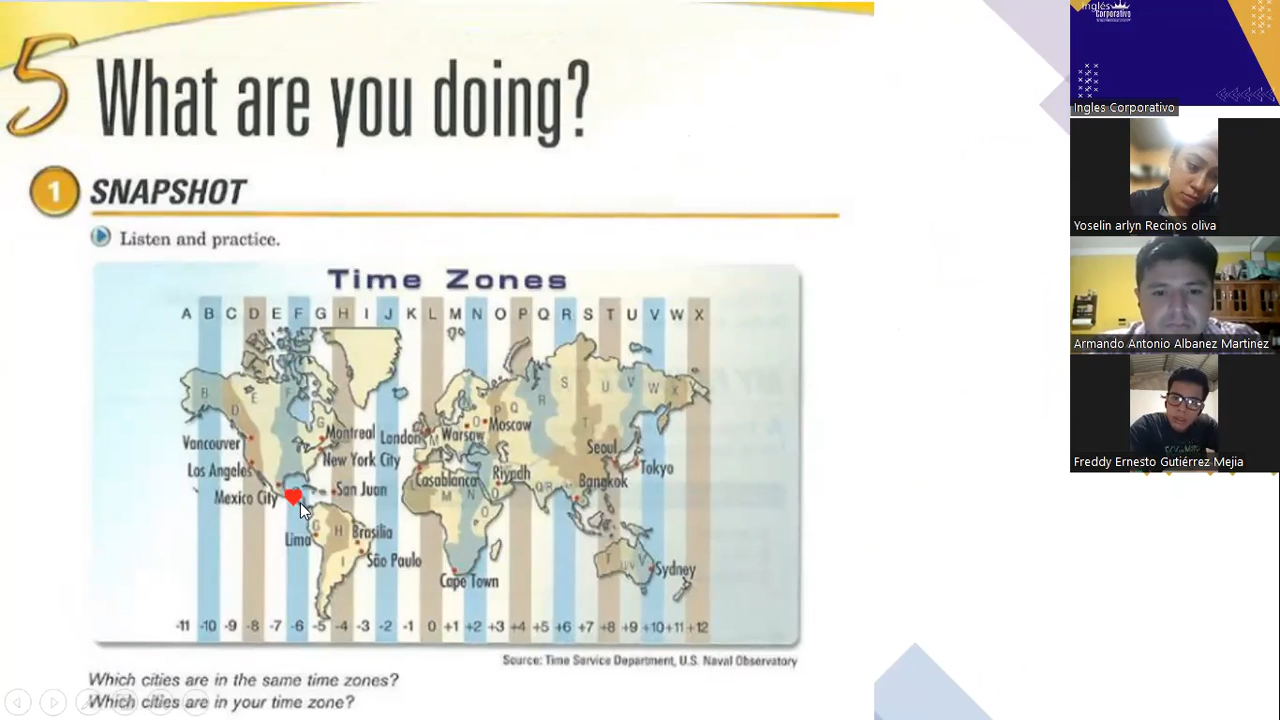 5 What are you doing?
1 SNAPSHOT
Listen and practice.
Time Zones
A B C D E F G H I J K L M N O P Q R S T U V W X
B D E F G
M O P Q R S T U V W X
Vancouver
Montreal
London
Warsaw
Moscow
Los Angeles
New York City
Seoul
Tokyo
Mexico City
San Juan
Casablanca
Riyadh
Bangkok
M N O Q R
Lima
G H I
Brasilia
São Paulo
Cape Town
T U V
Sydney
-11 -10 -9 -8 -7 -6 -5 -4 -3 -2 -1 0 +1 +2 +3 +4 +5 +6 +7 +8 +9 +10 +11 +12
Source: Time Service Department, U.S. Naval Observatory
Which cities are in the same time zones?
Which cities are in your time zone?
Inglés
Corporativo
Ingles Corporativo
Yoselin arlyn Recinos oliva
Armando Antonio Albanez Martinez
Freddy Ernesto Gutiérrez Mejia